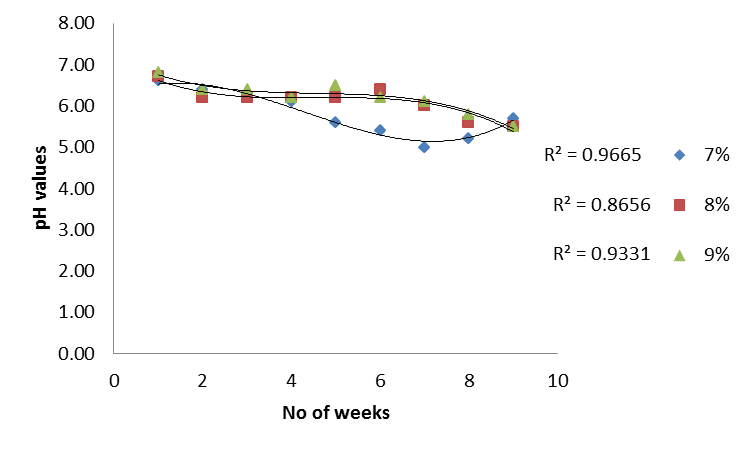 8.00
7.00
6.00
5.00
4.00
3.00
2.00
1.00
0.00
pH values
0 2 4 6 8 10
No of weeks
R² = 0.9665 7%
R² = 0.8656 8%
R² = 0.9331 9%